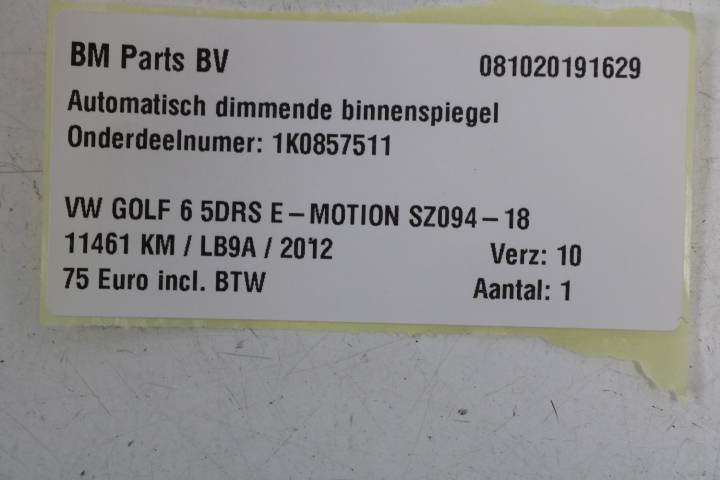 BM Parts BV 081020191629
Automatisch dimmende binnenspiegel
Onderdeelnumer: 1K0857511
VW GOLF 6 5DRS E-MOTION SZ094-18
11461 KM / LB9A / 2012 Verz: 10
75 Euro incl. BTW Aantal: 1